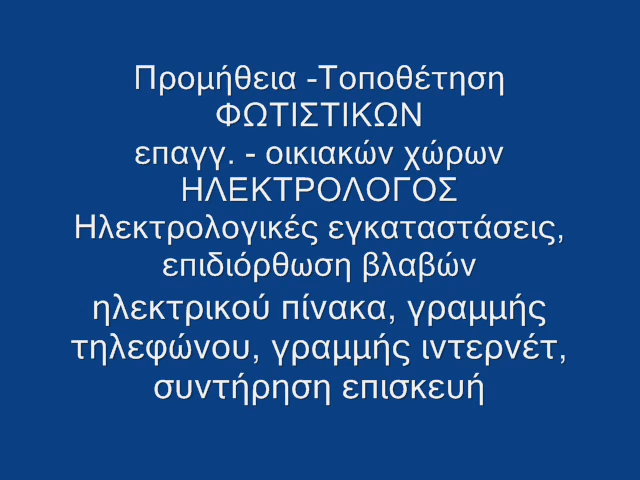 Προμήθεια -Τοποθέτηση
ΦΩΤΙΣΤΙΚΩΝ
επαγγ. - οικιακών χώρων
ΗΛΕΚΤΡΟΛΟΓΟΣ
Ηλεκτρολογικές εγκαταστάσεις,
επιδιόρθωση βλαβών
ηλεκτρικού πίνακα, γραμμής
τηλεφώνου, γραμμής ιντερνέτ,
συντήρηση επισκευή